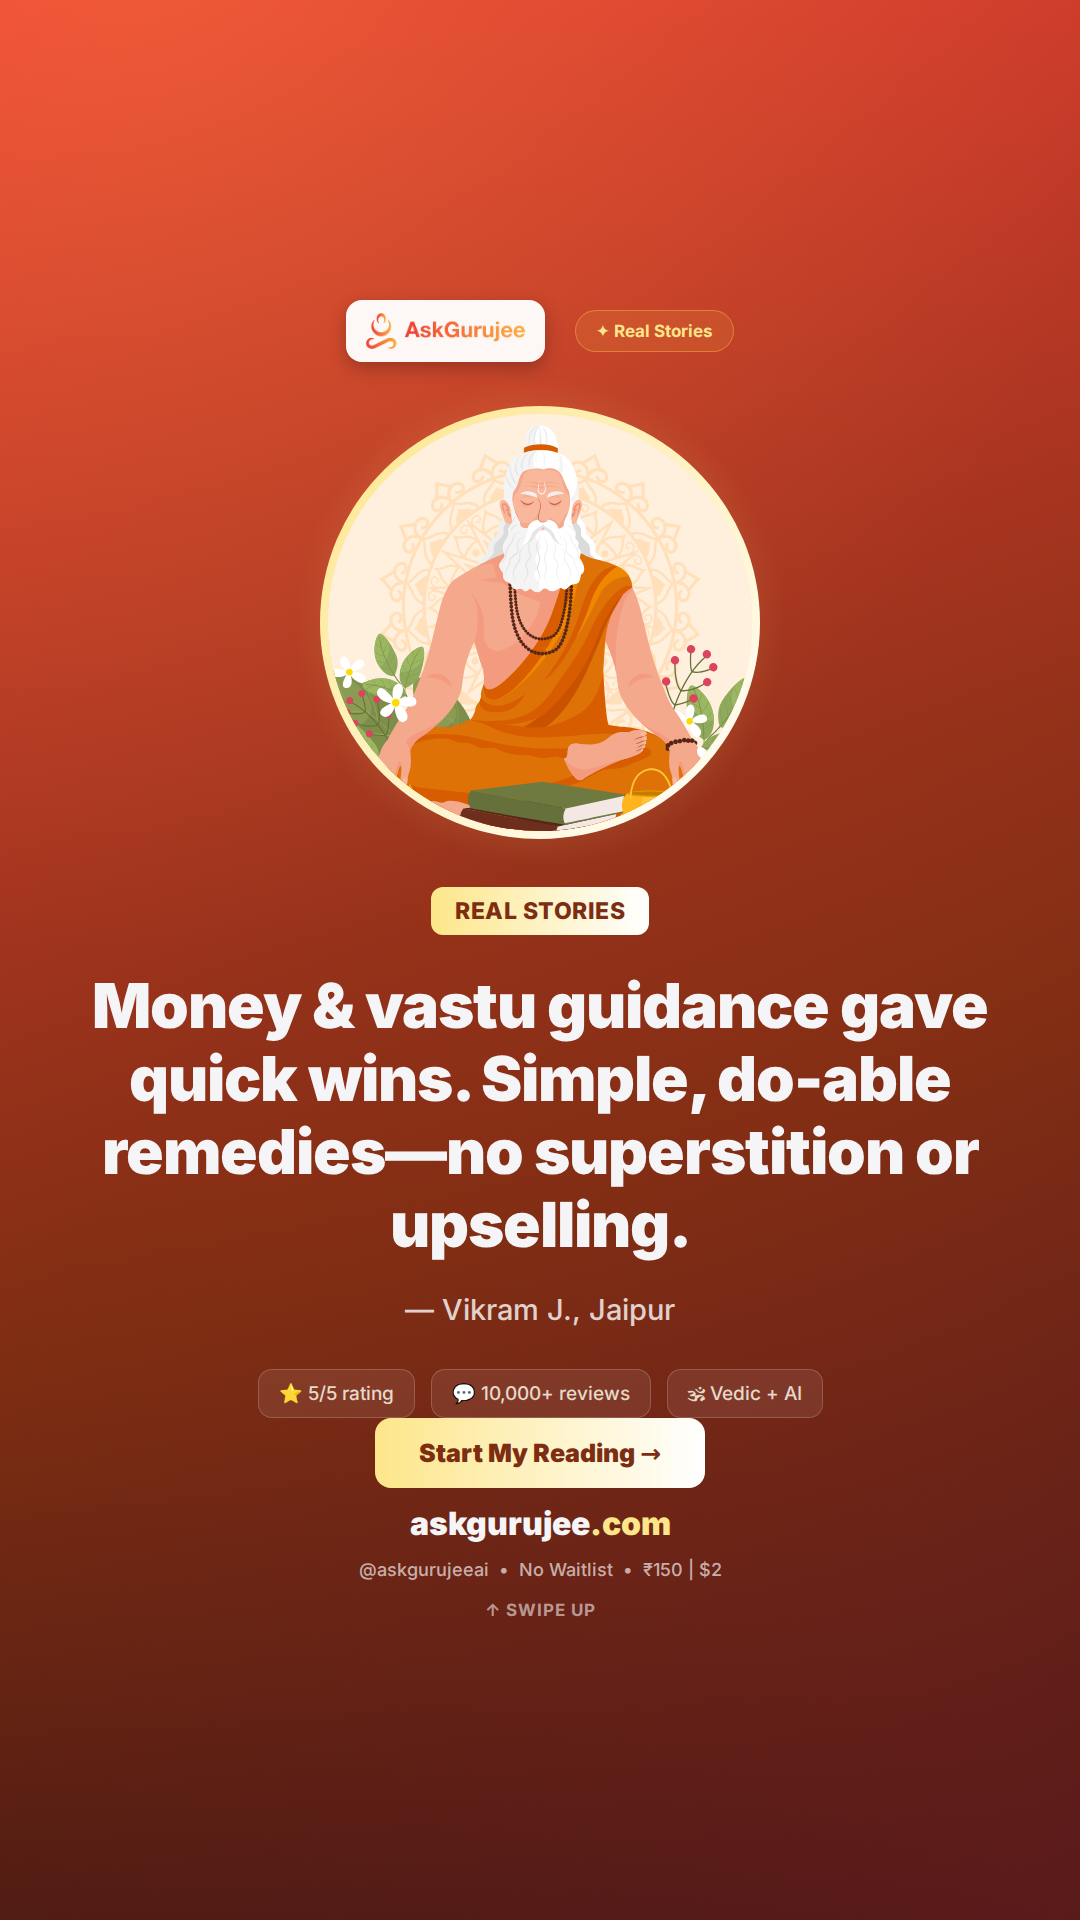 AskGurujee
✦ Real Stories
REAL STORIES
Money & vastu guidance gave
quick wins. Simple, do-able
remedies—no superstition or
upselling.
— Vikram J., Jaipur
⭐ 5/5 rating
💬 10,000+ reviews
🕉 Vedic + AI
Start My Reading →
askgurujee.com
@askgurujeeai • No Waitlist • ₹150 | $2
↑ SWIPE UP